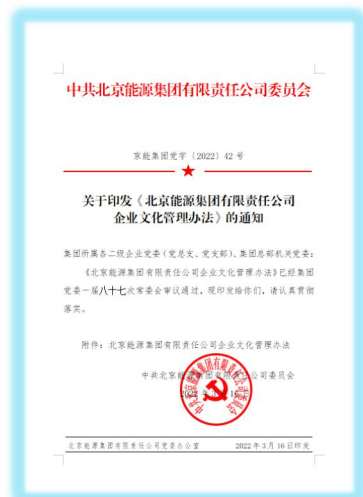 中共北京能源集团有限责任公司委员会
京能集团党字〔2022〕42 号
关于印发《北京能源集团有限责任公司
企业文化管理办法》的通知
集团所属各二级企业党委（党总支、党支部）、集团总部机关党委：
《北京能源集团有限责任公司企业文化管理办法》已经集团
党委一届八十七次常委会审议通过，现印发给你们，请认真贯彻
落实。
附件：北京能源集团有限责任公司企业文化管理办法
中共北京能源集团有限责任公司委员会
2022 年 3 月 16 日
北京能源集团有限责任公司党委办公室 2022 年 3 月 16 日印发